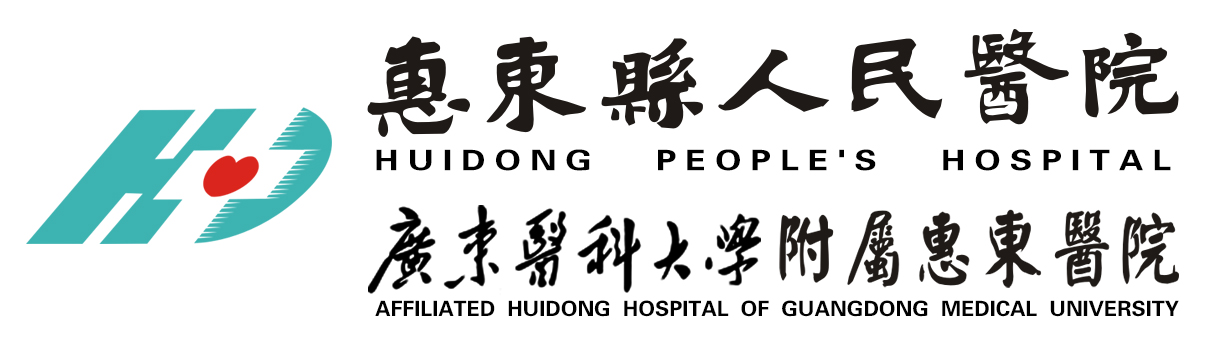 惠東縣人民醫院
HUIDONG PEOPLE'S HOSPITAL
廣東醫科大學附屬惠東醫院
AFFILIATED HUIDONG HOSPITAL OF GUANGDONG MEDICAL UNIVERSITY